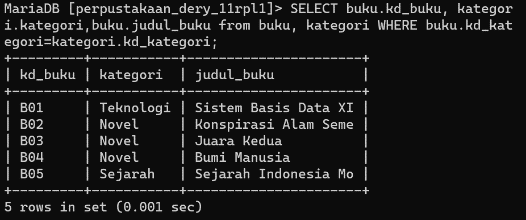 MariaDB [perpustakaan_dery_11rpl1]> SELECT buku.kd_buku, kategor
i.kategori,buku.judul_buku from buku, kategori WHERE buku.kd_kat
egori=kategori.kd_kategori;
+---------+-----------+----------------------+
| kd_buku | kategori | judul_buku |
+---------+-----------+----------------------+
| B01 | Teknologi | Sistem Basis Data XI |
| B02 | Novel | Konspirasi Alam Seme |
| B03 | Novel | Juara Kedua |
| B04 | Novel | Bumi Manusia |
| B05 | Sejarah | Sejarah Indonesia Mo |
+---------+-----------+----------------------+
5 rows in set (0.001 sec)